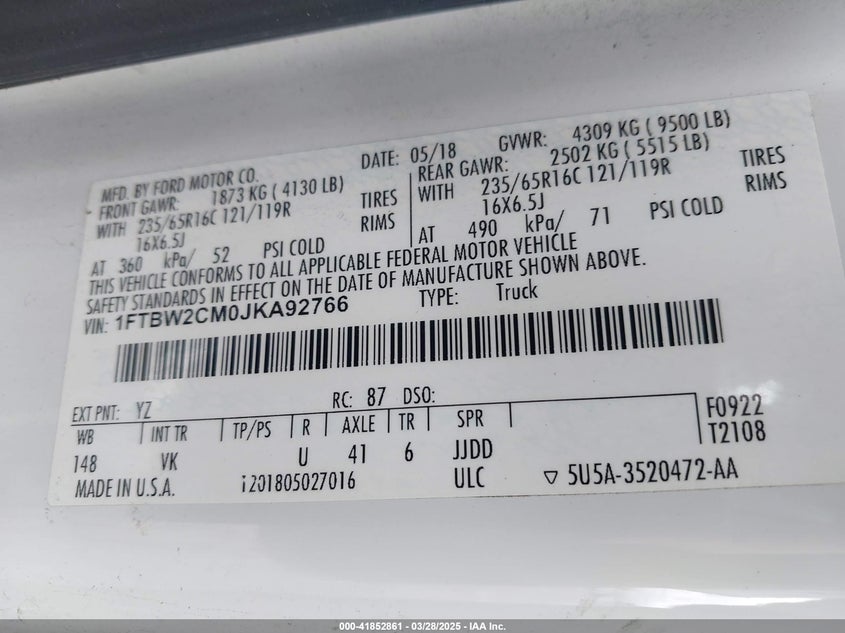 MFD. BY FORD MOTOR CO.
DATE: 05/18
GVWR: 4309 KG ( 9500 LB)
FRONT GAWR: 1873 KG ( 4130 LB)
WITH 235/65R16C 121/119R TIRES
16X6.5J RIMS
AT 360 kPa/ 52 PSI COLD
REAR GAWR: 2502 KG ( 5515 LB)
WITH 235/65R16C 121/119R TIRES
16X6.5J RIMS
AT 490 kPa/ 71 PSI COLD
THIS VEHICLE CONFORMS TO ALL APPLICABLE FEDERAL MOTOR VEHICLE
SAFETY STANDARDS IN EFFECT ON THE DATE OF MANUFACTURE SHOWN ABOVE.
VIN: 1FTBW2CM0JKA92766 TYPE: Truck
EXT PNT: YZ RC: 87 DSO:
WB INT TR TP/PS R AXLE TR SPR
148 VK U 41 6 JJDD
F0922
T2108
MADE IN U.S.A. i201805027016 ULC ▽ 5U5A-3520472-AA
000-41852861 - 03/28/2025 - IAA Inc.